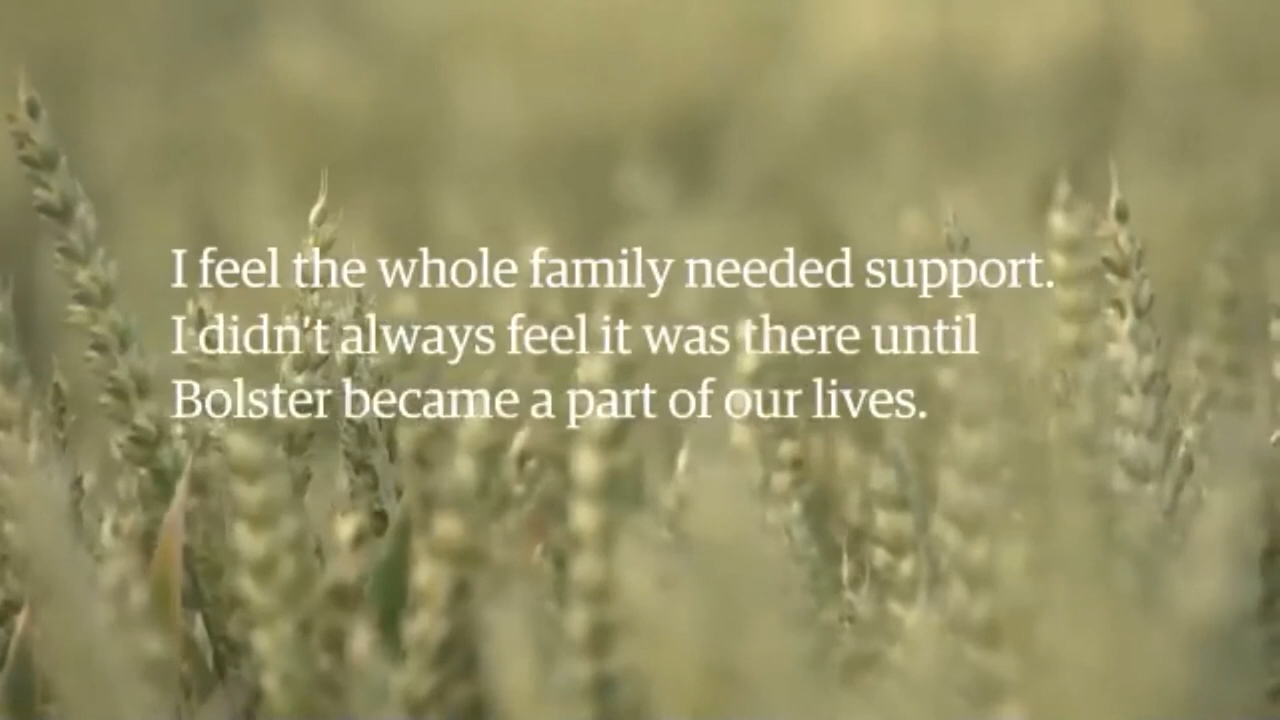 I feel the whole family needed support.
I didn't always feel it was there until
Bolster became a part of our lives.